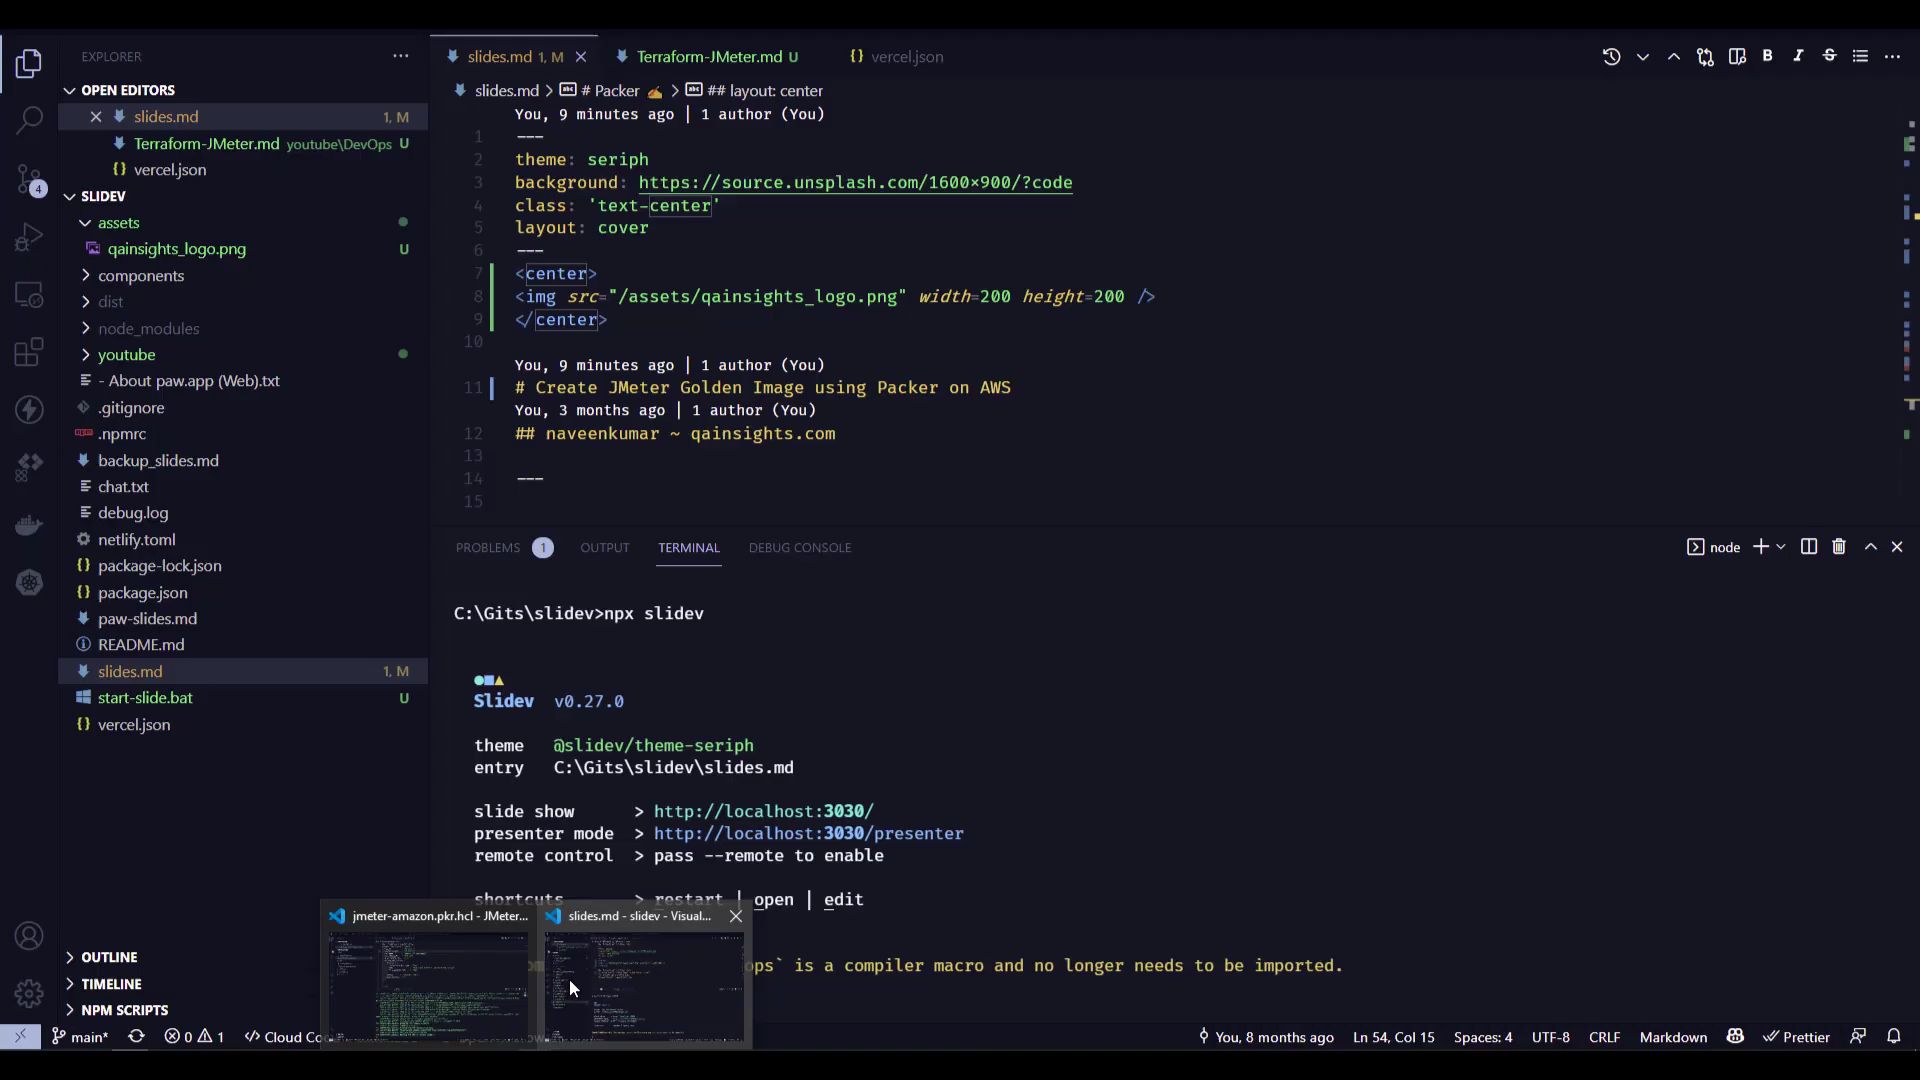 EXPLORER
OPEN EDITORS
slides.md 1, M
Terraform-JMeter.md youtube\DevOps U
vercel.json
SLIDEV
assets
qainsights_logo.png U
components
dist
node_modules
youtube
- About paw.app (Web).txt
.gitignore
.npmrc
backup_slides.md
chat.txt
debug.log
netlify.toml
package-lock.json
package.json
paw-slides.md
README.md
slides.md 1, M
start-slide.bat U
vercel.json
OUTLINE
TIMELINE
NPM SCRIPTS
4
slides.md 1, M
Terraform-JMeter.md U
vercel.json
slides.md > # Packer ✍ > ## layout: center
You, 9 minutes ago | 1 author (You)
1 ---
2 theme: seriph
3 background: https://source.unsplash.com/1600×900/?code
4 class: 'text-center'
5 layout: cover
6 ---
7 <center>
8 <img src="/assets/qainsights_logo.png" width=200 height=200 />
9 </center>
10
You, 9 minutes ago | 1 author (You)
11 # Create JMeter Golden Image using Packer on AWS
You, 3 months ago | 1 author (You)
12 ## naveenkumar ~ qainsights.com
13
14 ---
15
PROBLEMS 1 OUTPUT TERMINAL DEBUG CONSOLE
node
C:\Gits\slidev>npx slidev
Slidev v0.27.0
theme @slidev/theme-seriph
entry C:\Gits\slidev\slides.md
slide show > http://localhost:3030/
presenter mode > http://localhost:3030/presenter
remote control > pass --remote to enable
shortcuts > restart | open | edit
jmeter-amazon.pkr.hcl - JMeter...
slides.md - slidev - Visual...
ops` is a compiler macro and no longer needs to be imported.
main* 0 1 Cloud Co
You, 8 months ago Ln 54, Col 15 Spaces: 4 UTF-8 CRLF Markdown Prettier